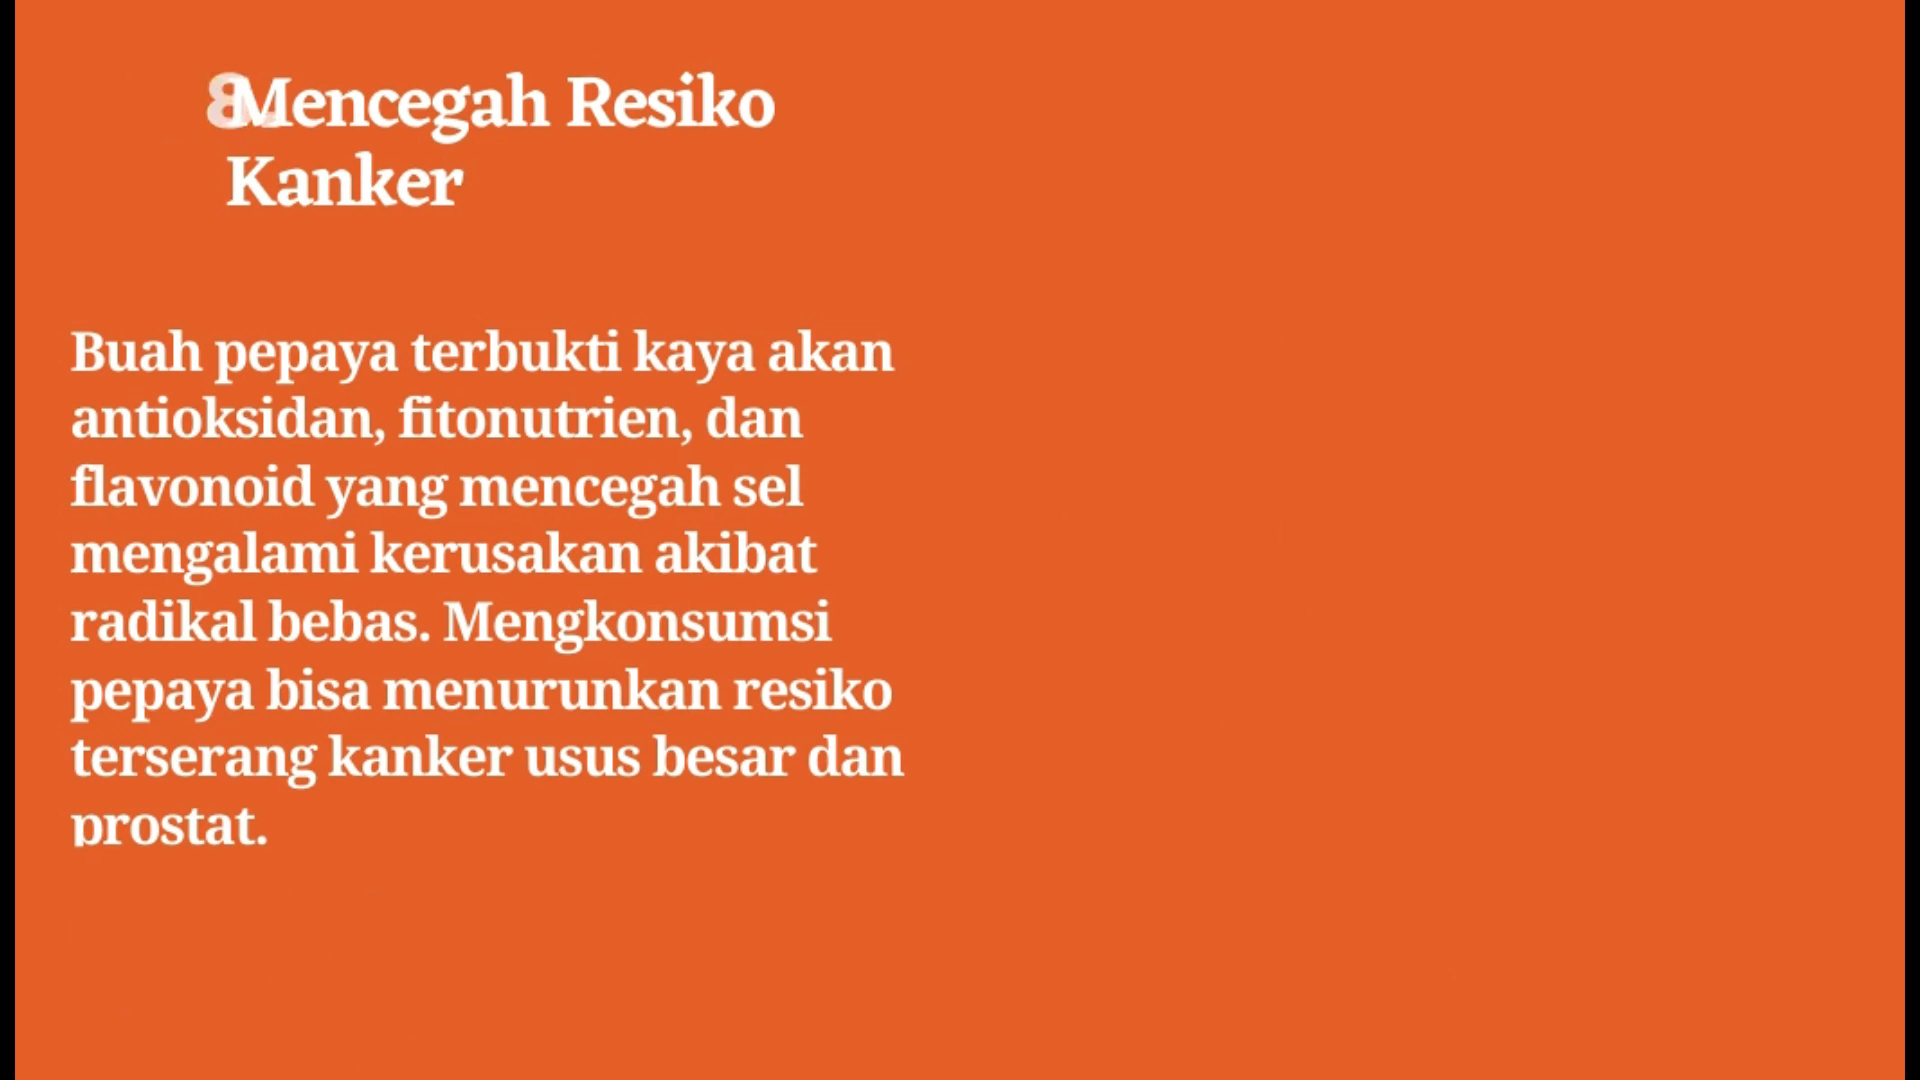 8. Mencegah Resiko
Kanker
Buah pepaya terbukti kaya akan
antioksidan, fitonutrien, dan
flavonoid yang mencegah sel
mengalami kerusakan akibat
radikal bebas. Mengkonsumsi
pepaya bisa menurunkan resiko
terserang kanker usus besar dan
prostat.